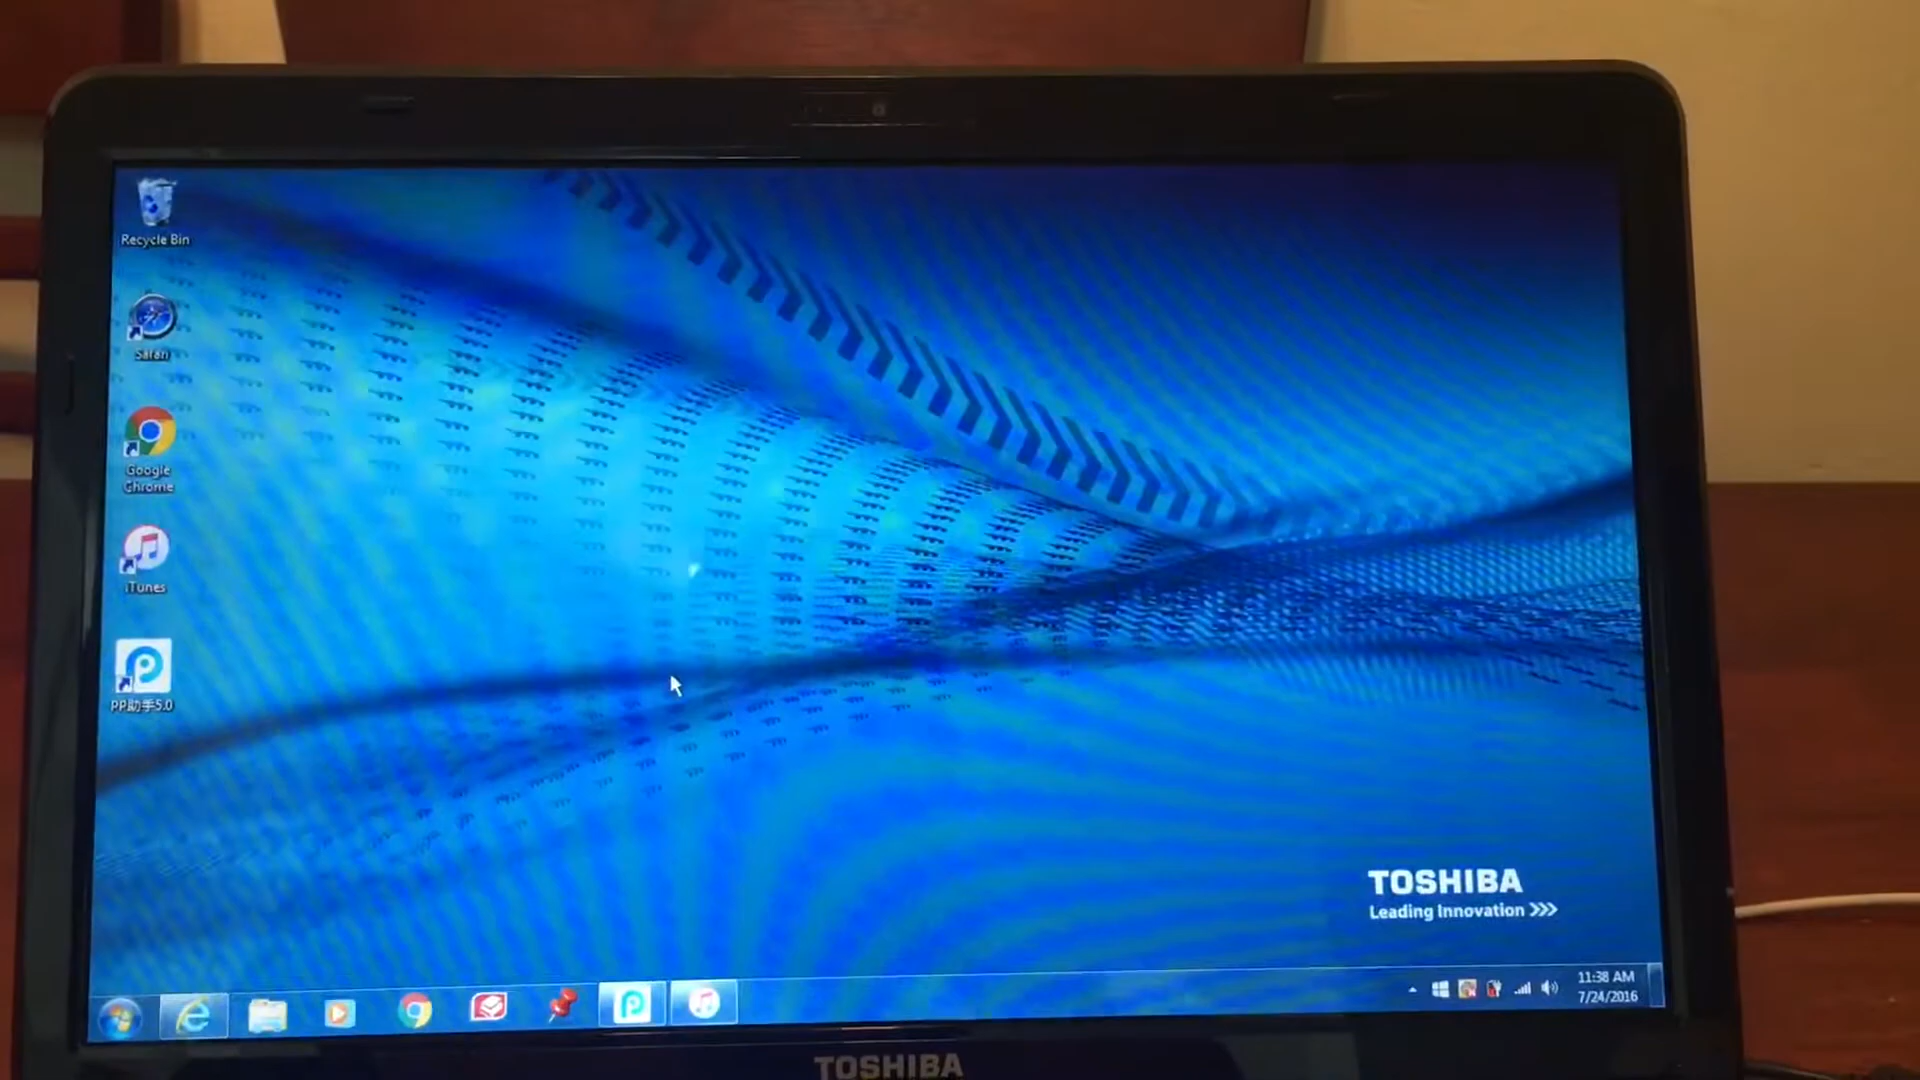 Recycle Bin
Safari
Google
Chrome
iTunes
PP助手5.0
TOSHIBA
Leading Innovation >>>
11:38 AM
7/24/2016
TOSHIBA